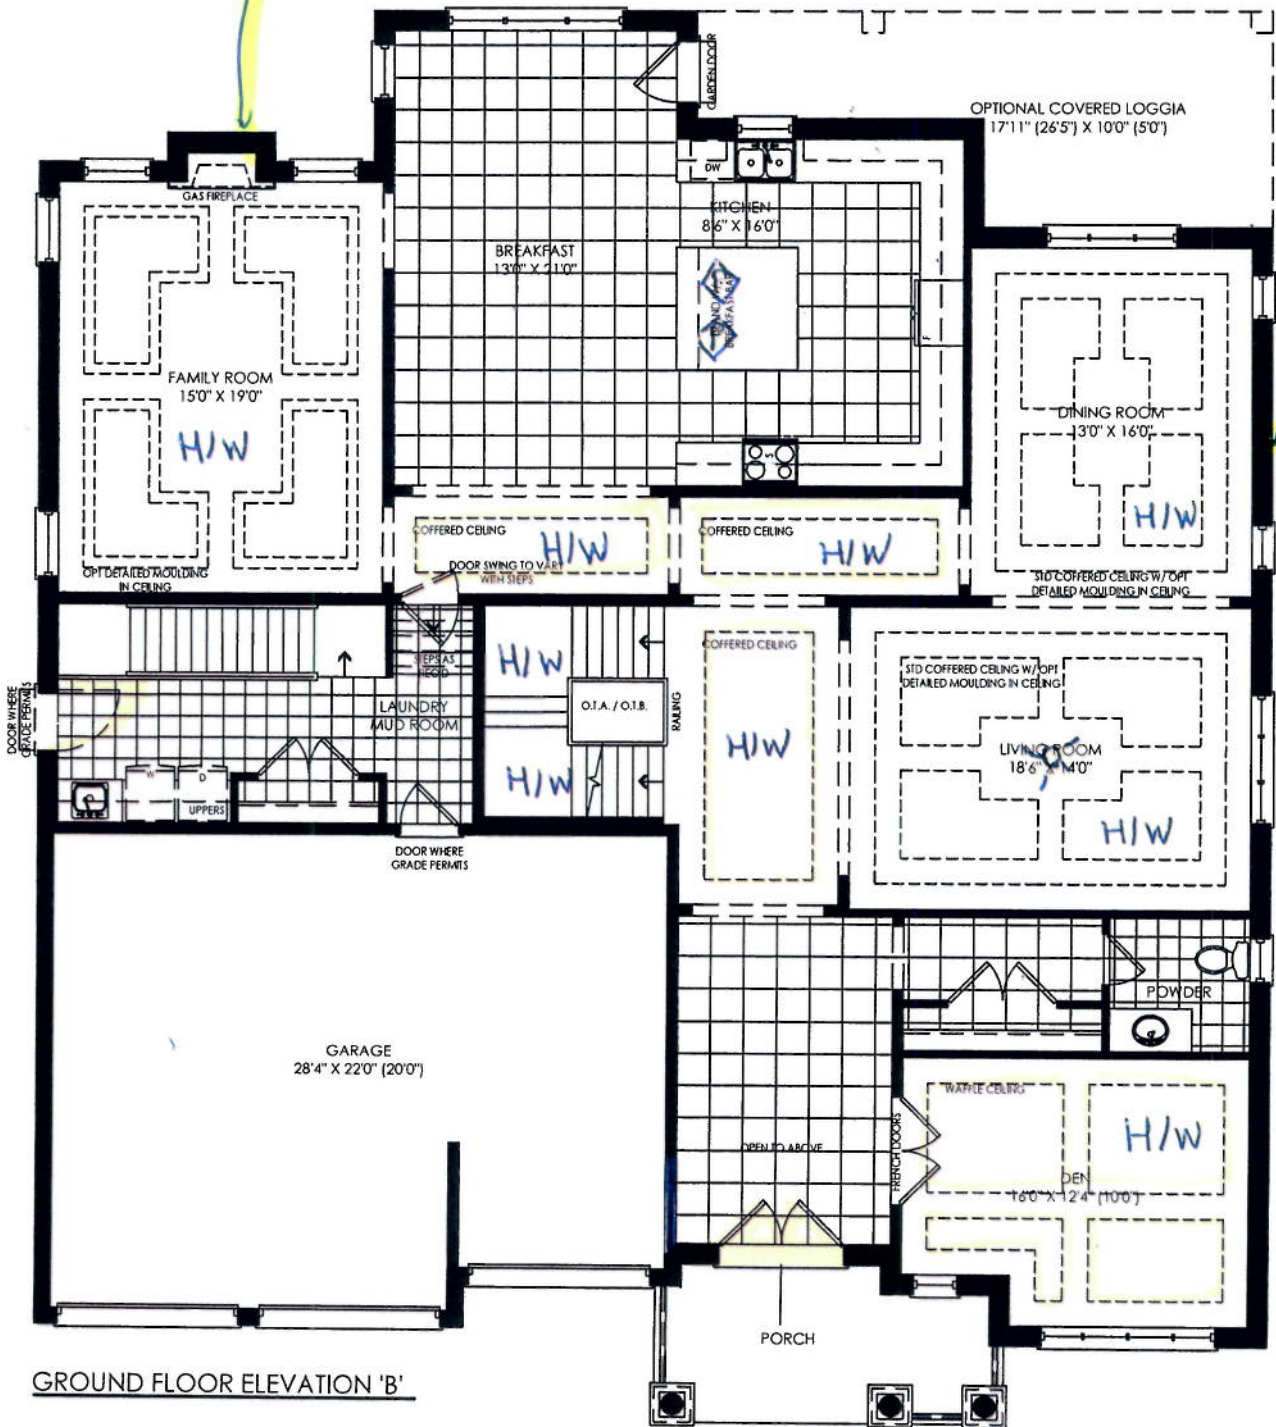 GARDEN DOOR
OPTIONAL COVERED LOGGIA
17'11" (26'5") X 10'0" (5'0")
GAS FIREPLACE
DW
KITCHEN
8'6" X 16'0"
BREAKFAST
13'0" X 21'0"
F
FAMILY ROOM
15'0" X 19'0"
H/W
DINING ROOM
13'0" X 16'0"
H/W
S
OPT DETAILED MOULDING
IN CEILING
COFFERED CEILING
H/W
DOOR SWING TO VARY
WITH STEPS
COFFERED CEILING
H/W
STD COFFERED CEILING W/ OPT
DETAILED MOULDING IN CEILING
STEPS AS
REQ'D
H/W
O.T.A. / O.T.B.
RAILING
H/W
COFFERED CEILING
H/W
STD COFFERED CEILING W/ OPT
DETAILED MOULDING IN CEILING
LIVING ROOM
18'6" X 14'0"
H/W
DOOR WHERE
GRADE PERMITS
LAUNDRY
MUD ROOM
W
D
UPPERS
DOOR WHERE
GRADE PERMITS
POWDER
GARAGE
28'4" X 22'0" (20'0")
OPEN TO ABOVE
FRENCH DOORS
WAFFLE CEILING
H/W
DEN
16'0" X 12'4" (10'0")
PORCH
GROUND FLOOR ELEVATION 'B'